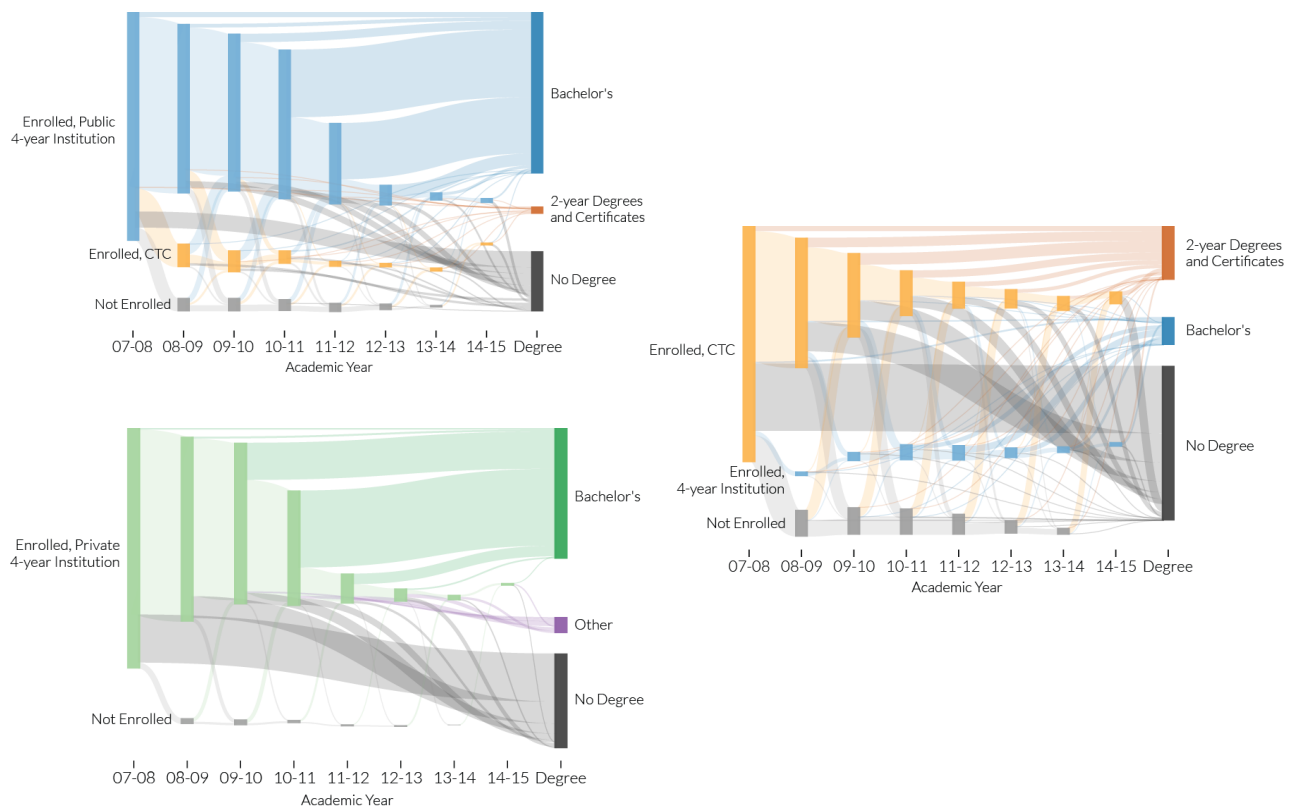 Bachelor's
Enrolled, Public
4-year Institution
2-year Degrees
and Certificates
Enrolled, CTC
No Degree
Not Enrolled
07-08 08-09 09-10 10-11 11-12 12-13 13-14 14-15 Degree
Academic Year
2-year Degrees
and Certificates
Bachelor's
Enrolled, CTC
No Degree
Enrolled,
4-year Institution
Not Enrolled
07-08 08-09 09-10 10-11 11-12 12-13 13-14 14-15 Degree
Academic Year
Bachelor's
Enrolled, Private
4-year Institution
Other
No Degree
Not Enrolled
07-08 08-09 09-10 10-11 11-12 12-13 13-14 14-15 Degree
Academic Year